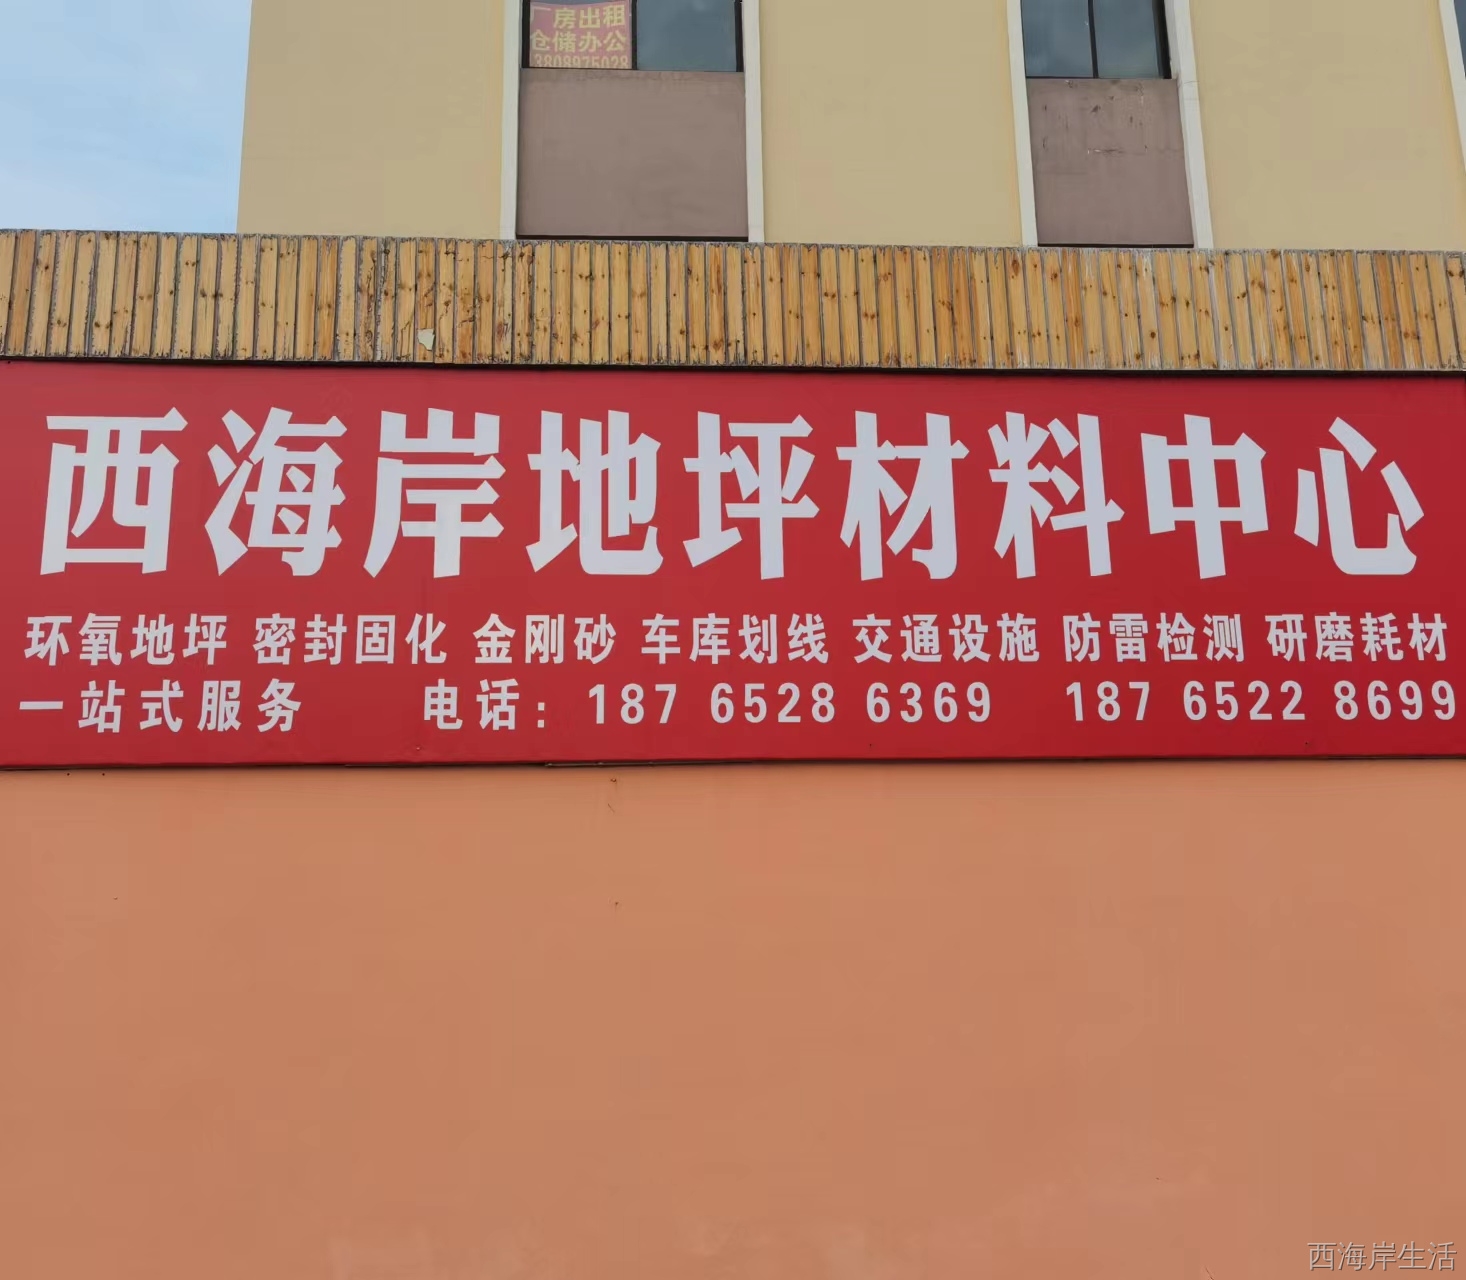 厂房出租
仓储办公
13808975028
西海岸地坪材料中心
环氧地坪 密封固化 金刚砂 车库划线 交通设施 防雷检测 研磨耗材
一站式服务 电话：187 6528 6369 187 6522 8699
西海岸生活